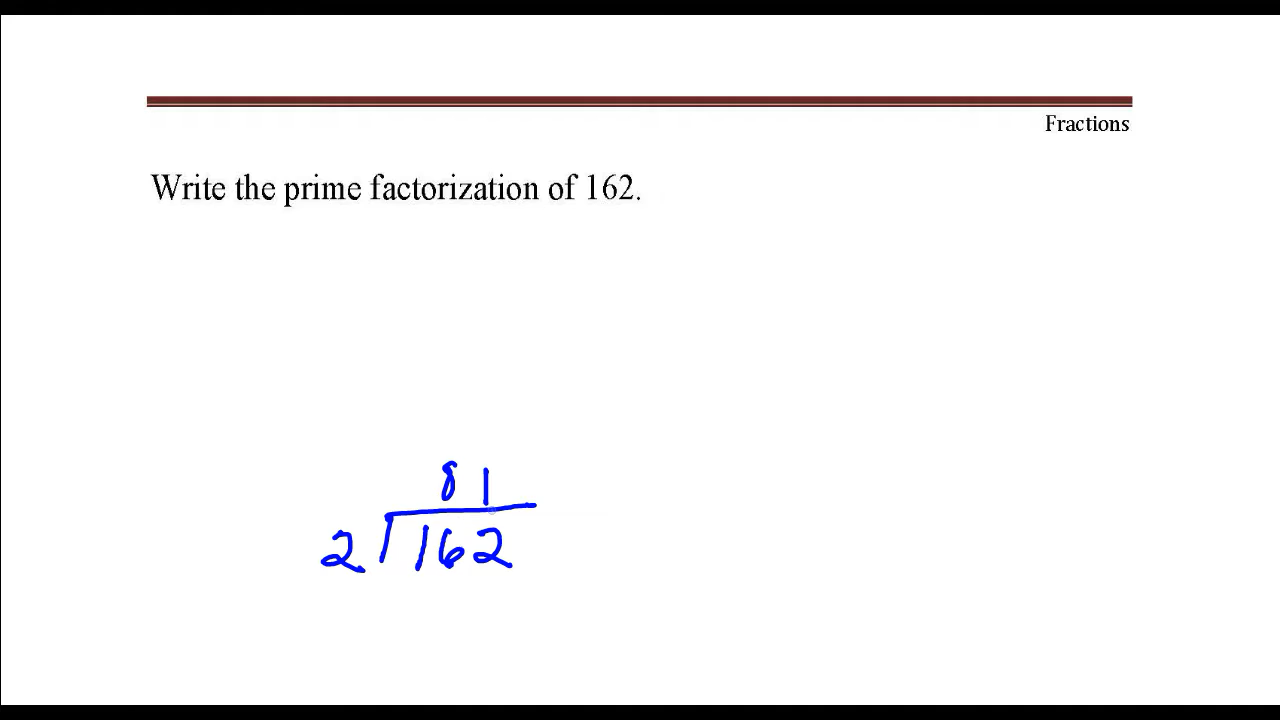 Fractions
Write the prime factorization of 162.
81
2 162